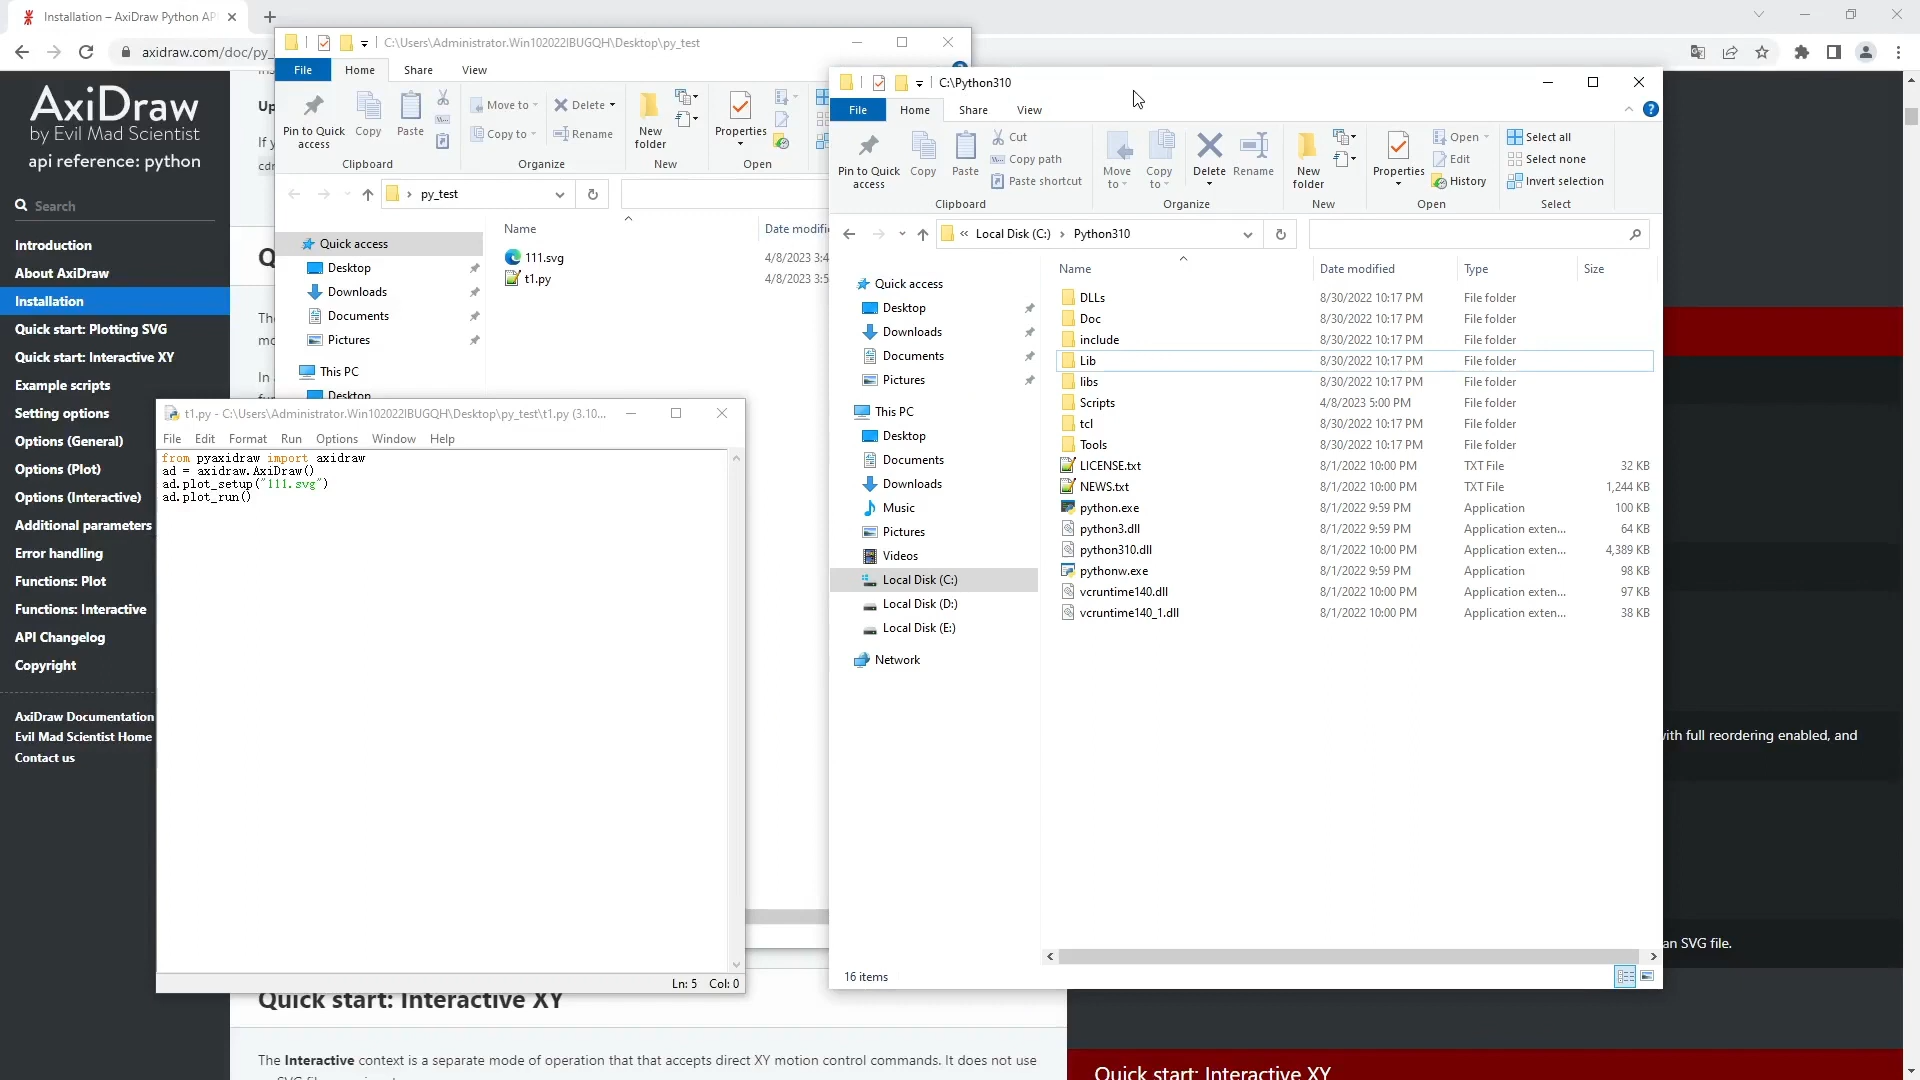 Installation – AxiDraw Python AP
axidraw.com/doc/py_
AxiDraw
by Evil Mad Scientist
api reference: python
Search
Introduction
About AxiDraw
Installation
Quick start: Plotting SVG
Quick start: Interactive XY
Example scripts
Setting options
Options (General)
Options (Plot)
Options (Interactive)
Additional parameters
Error handling
Functions: Plot
Functions: Interactive
API Changelog
Copyright
AxiDraw Documentation
Evil Mad Scientist Home
Contact us
Up
If y
cdr
Q
The
mo
In
C:\Users\Administrator.Win102022IBUGQH\Desktop\py_test
File Home Share View
Pin to Quick access
Copy
Paste
Move to
Copy to
Delete
Rename
New folder
Properties
Clipboard Organize New Open
py_test
Name Date modifi
Quick access
Desktop
Downloads
Documents
Pictures
This PC
Desktop
111.svg 4/8/2023 3:4
t1.py 4/8/2023 3:5
t1.py - C:\Users\Administrator.Win102022IBUGQH\Desktop\py_test\t1.py (3.10...
File Edit Format Run Options Window Help
from pyaxidraw import axidraw
ad = axidraw.AxiDraw()
ad.plot_setup("111.svg")
ad.plot_run()
Ln: 5 Col: 0
C:\Python310
File Home Share View
Pin to Quick access
Copy
Paste
Cut
Copy path
Paste shortcut
Move to
Copy to
Delete
Rename
New folder
Properties
Open
Edit
History
Select all
Select none
Invert selection
Clipboard Organize New Open Select
« Local Disk (C:) › Python310
Quick access
Desktop
Downloads
Documents
Pictures
This PC
Desktop
Documents
Downloads
Music
Pictures
Videos
Local Disk (C:)
Local Disk (D:)
Local Disk (E:)
Network
Name Date modified Type Size
DLLs 8/30/2022 10:17 PM File folder
Doc 8/30/2022 10:17 PM File folder
include 8/30/2022 10:17 PM File folder
Lib 8/30/2022 10:17 PM File folder
libs 8/30/2022 10:17 PM File folder
Scripts 4/8/2023 5:00 PM File folder
tcl 8/30/2022 10:17 PM File folder
Tools 8/30/2022 10:17 PM File folder
LICENSE.txt 8/1/2022 10:00 PM TXT File 32 KB
NEWS.txt 8/1/2022 10:00 PM TXT File 1,244 KB
python.exe 8/1/2022 9:59 PM Application 100 KB
python3.dll 8/1/2022 9:59 PM Application exten... 64 KB
python310.dll 8/1/2022 10:00 PM Application exten... 4,389 KB
pythonw.exe 8/1/2022 9:59 PM Application 98 KB
vcruntime140.dll 8/1/2022 10:00 PM Application exten... 97 KB
vcruntime140_1.dll 8/1/2022 10:00 PM Application exten... 38 KB
16 items
with full reordering enabled, and
an SVG file.
Quick start: Interactive XY
The Interactive context is a separate mode of operation that that accepts direct XY motion control commands. It does not use
Quick start: Interactive XY